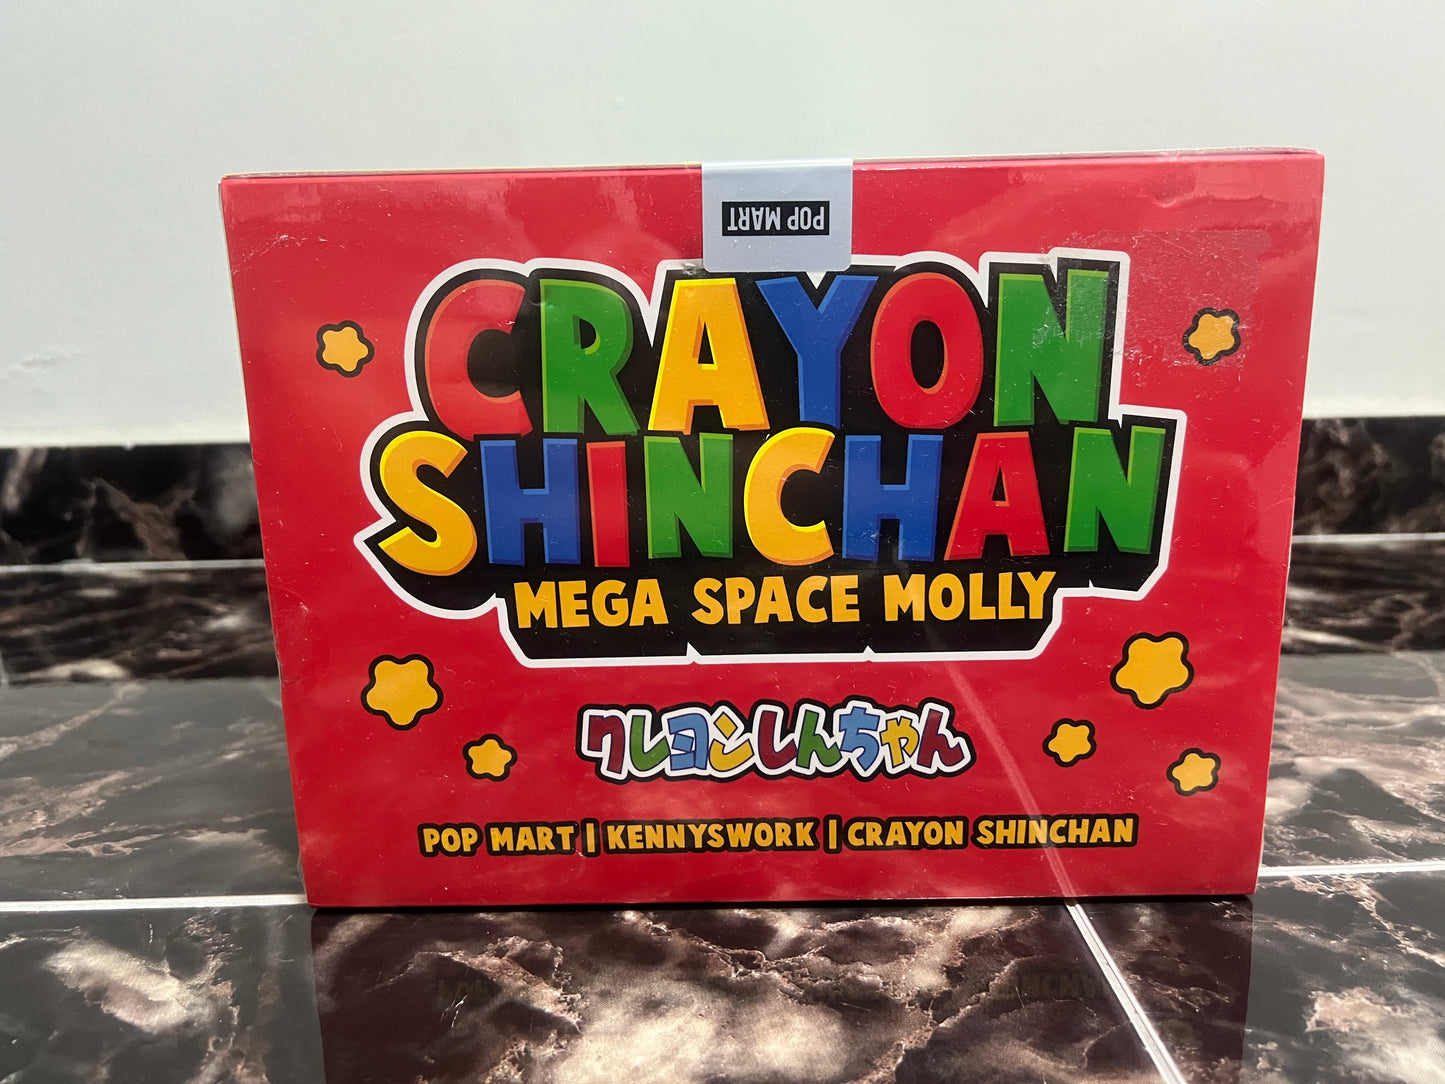 POP MART
CRAYON
SHINCHAN
MEGA SPACE MOLLY
クレヨンしんちゃん
POP MART | KENNYSWORK | CRAYON SHINCHAN